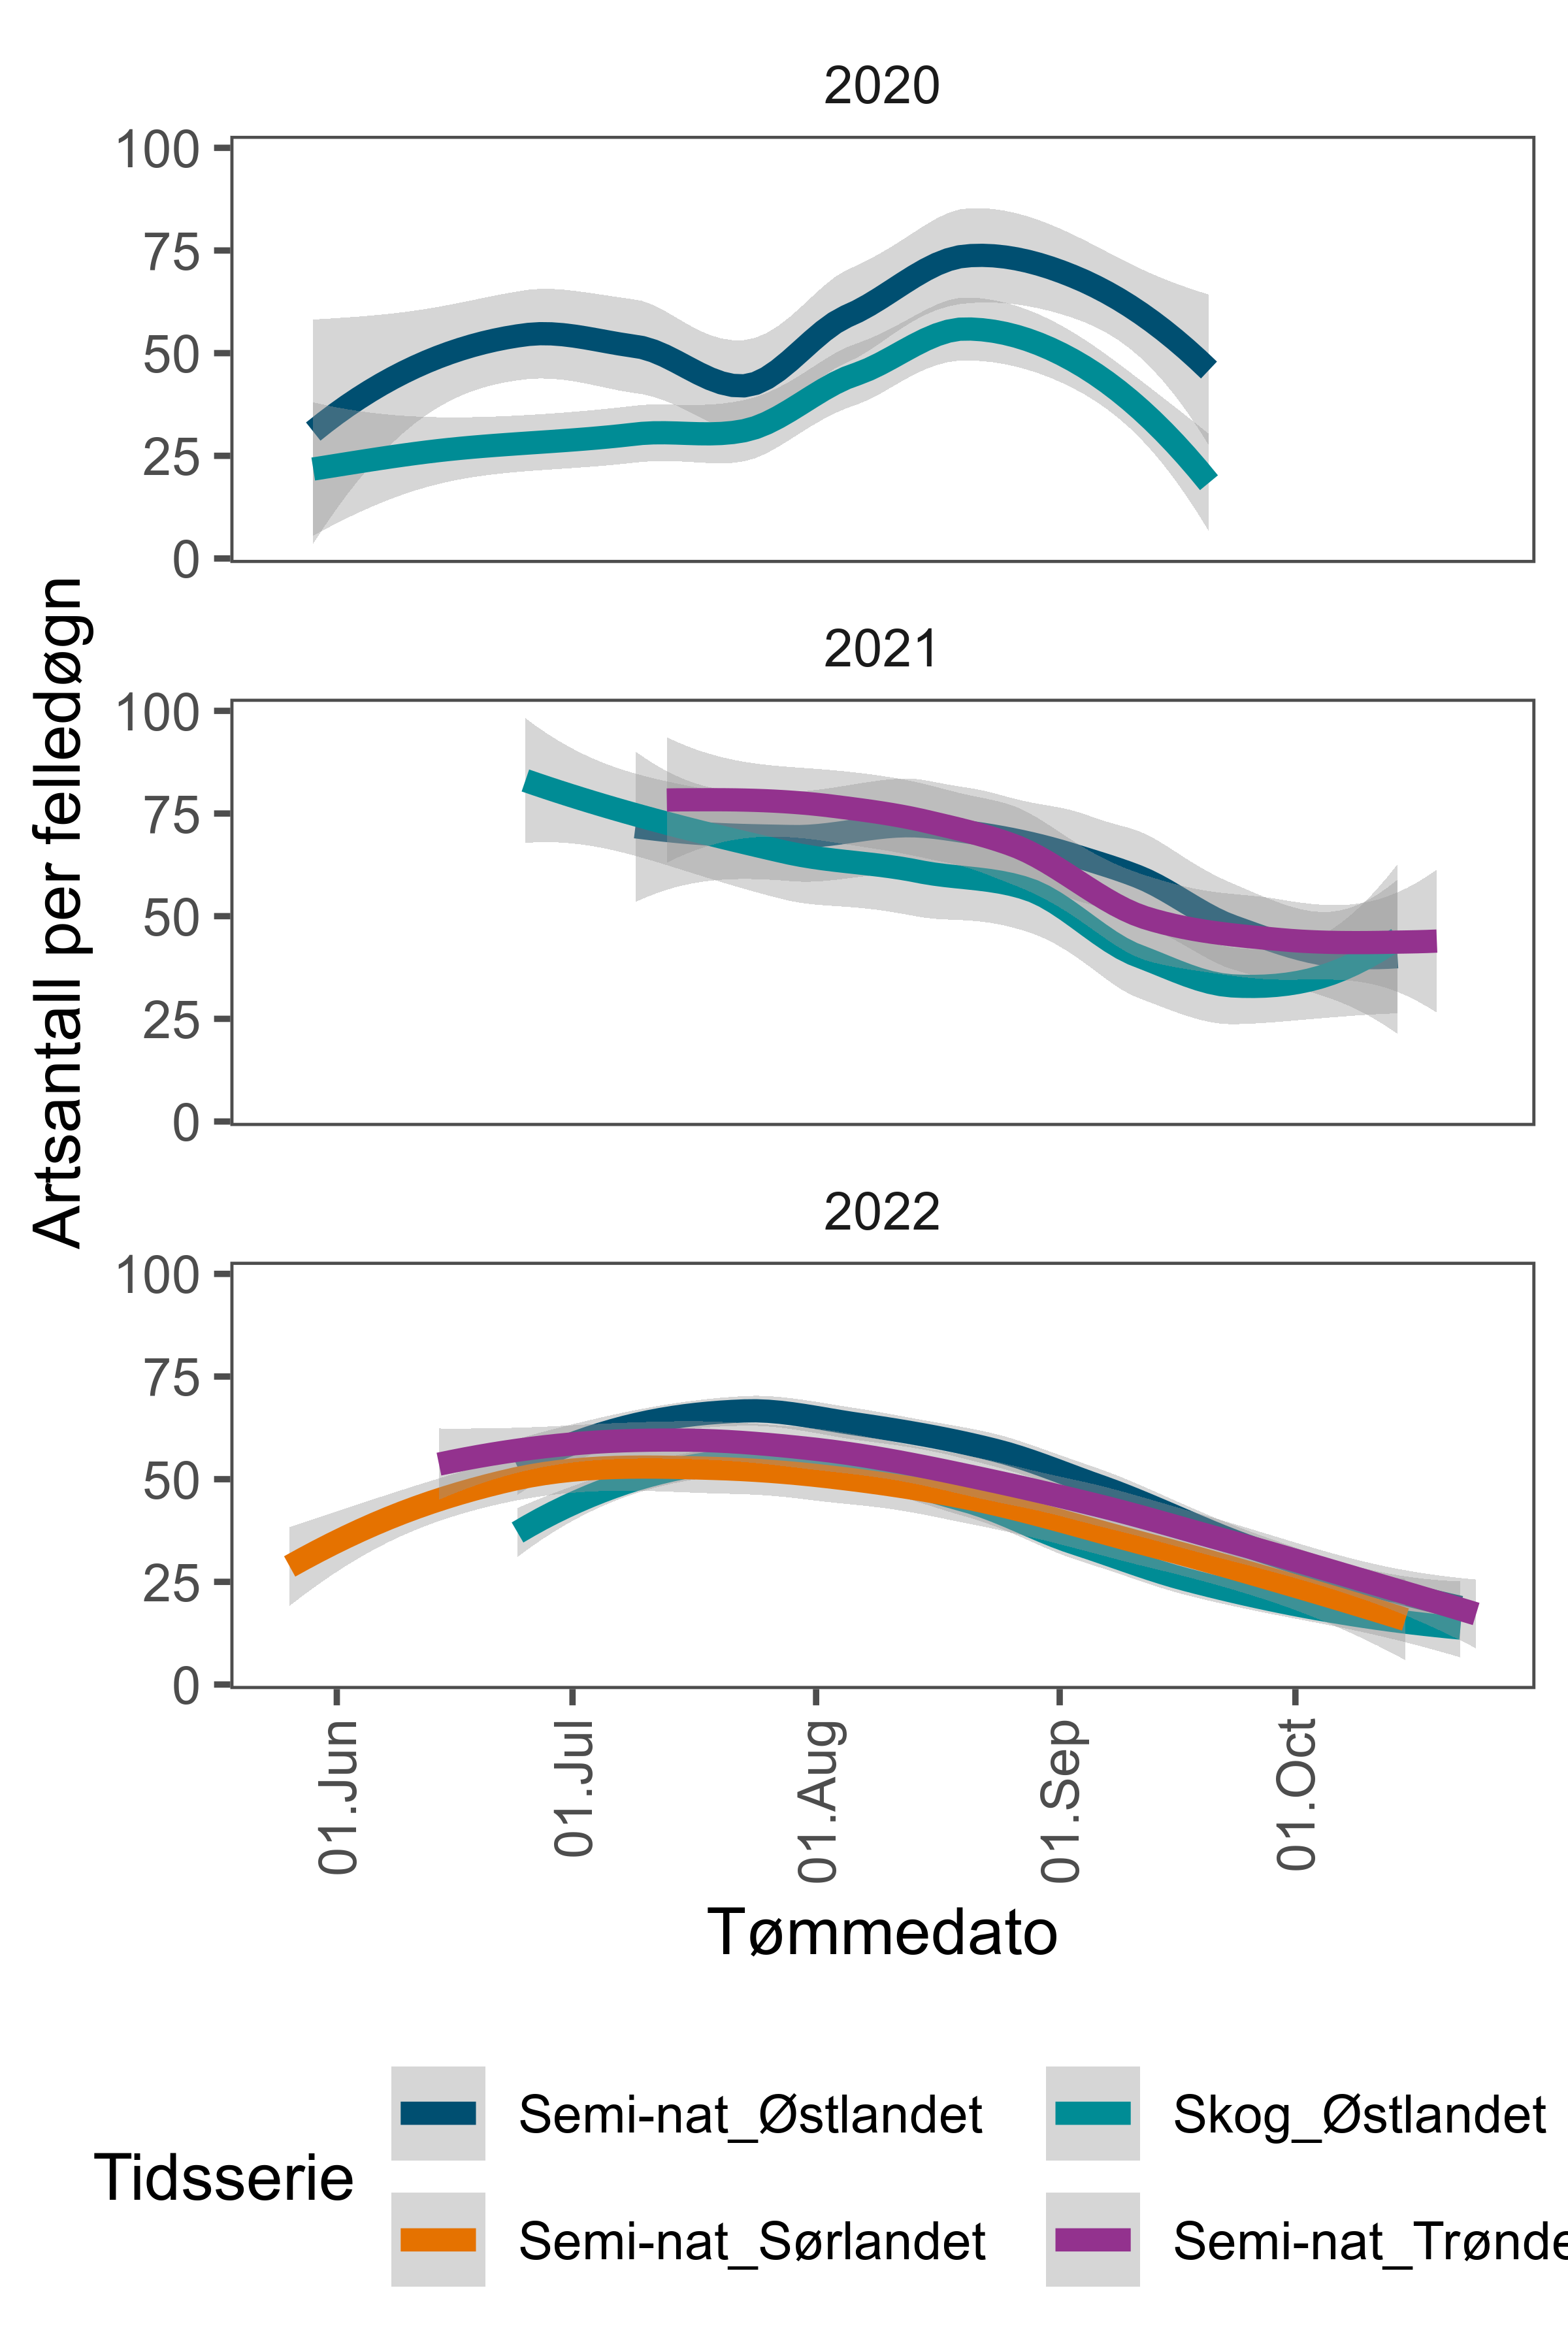 2020
100
75
50
25
0
2021
100
75
50
25
0
2022
100
75
50
25
0
Artsantall per felledøgn
01.Jun
01.Jul
01.Aug
01.Sep
01.Oct
Tømmedato
Tidsserie
Semi-nat_Østlandet
Skog_Østlandet
Semi-nat_Sørlandet
Semi-nat_Trønde